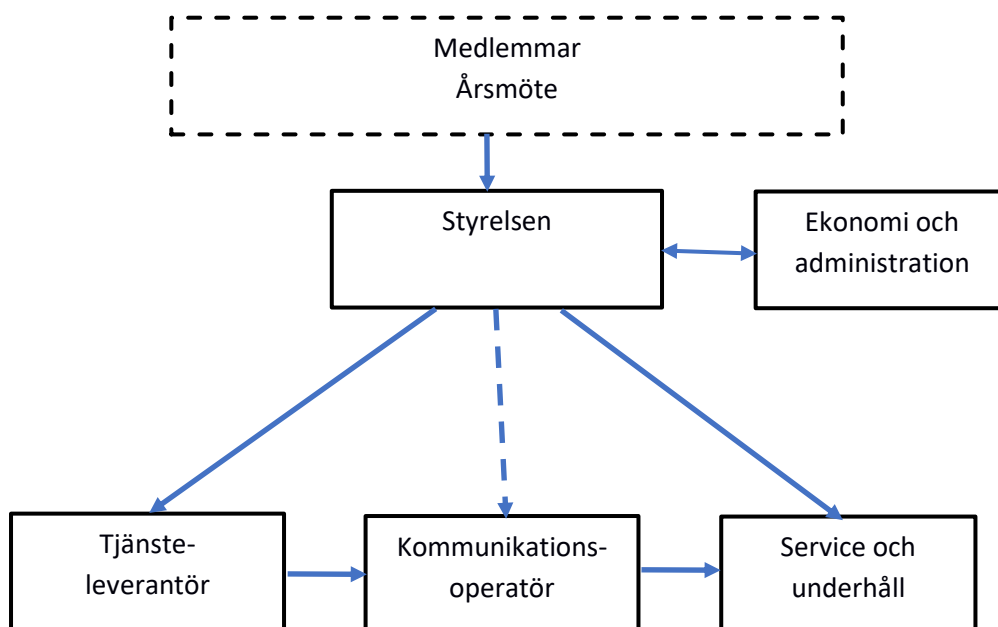 Medlemmar
Årsmöte
Styrelsen
Ekonomi och
administration
Tjänste-
leverantör
Kommunikations-
operatör
Service och
underhåll